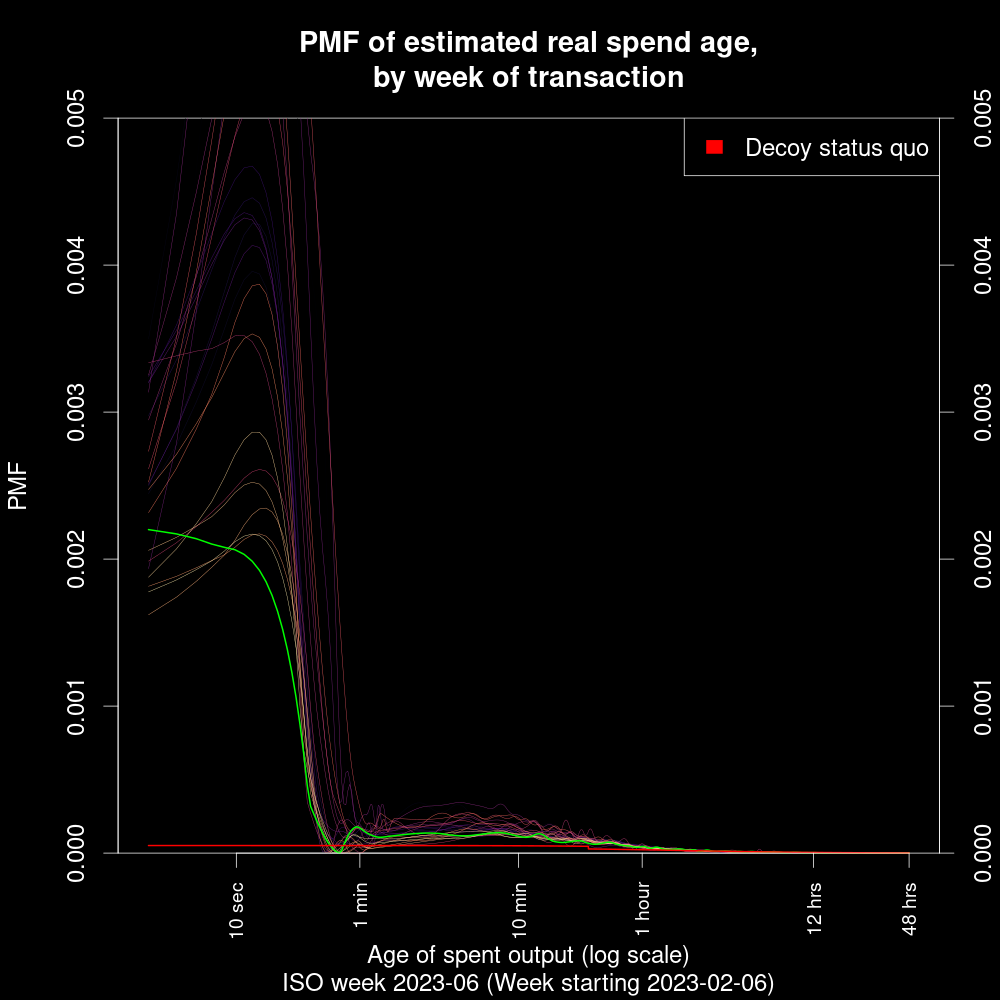 PMF of estimated real spend age,
by week of transaction
Decoy status quo
PMF
0.005
0.004
0.003
0.002
0.001
0.000
0.005
0.004
0.003
0.002
0.001
0.000
10 sec
1 min
10 min
1 hour
12 hrs
48 hrs
Age of spent output (log scale)
ISO week 2023-06 (Week starting 2023-02-06)